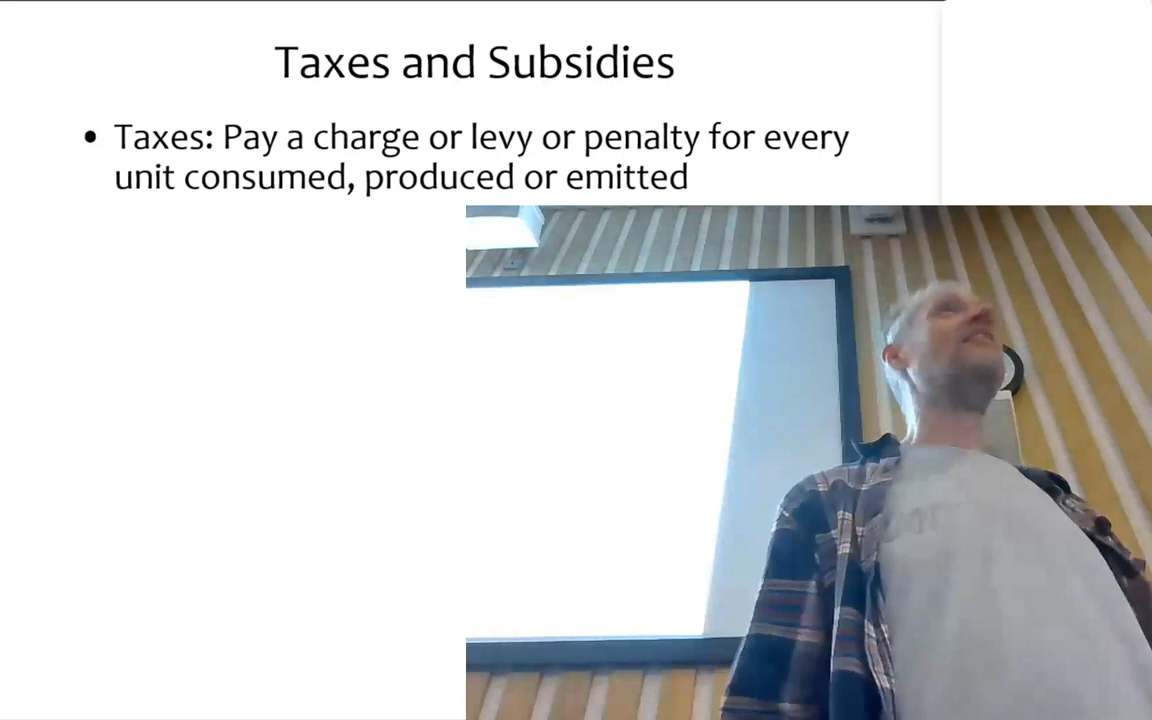 Taxes and Subsidies
• Taxes: Pay a charge or levy or penalty for every
unit consumed, produced or emitted